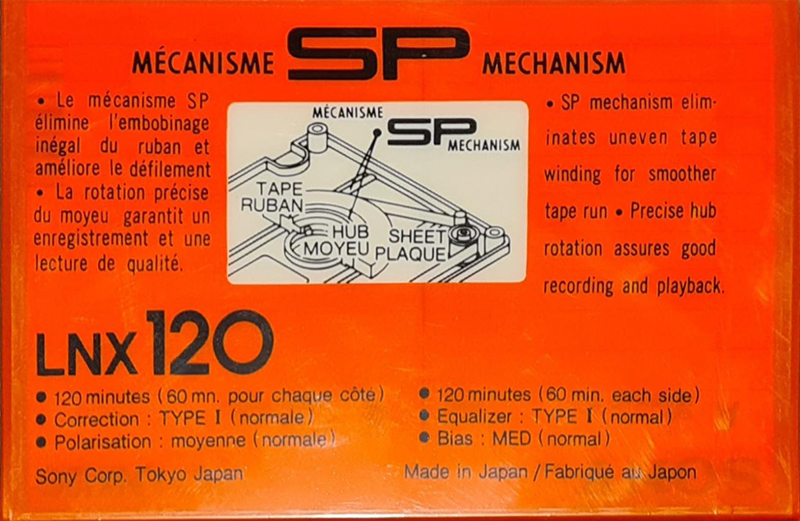 MÉCANISME SP MECHANISM
• Le mécanisme SP
élimine l'embobinage
inégal du ruban et
améliore le défilement
• La rotation précise
du moyeu garantit un
enregistrement et une
lecture de qualité.
MÉCANISME
SP MECHANISM
TAPE
RUBAN
HUB
MOYEU
SHEET
PLAQUE
• SP mechanism elim-
inates uneven tape
winding for smoother
tape run • Precise hub
rotation assures good
recording and playback.
LNX 120
• 120 minutes (60 mn. pour chaque côté)
• Correction : TYPE I (normale)
• Polarisation : moyenne (normale)
Sony Corp. Tokyo Japan
• 120 minutes (60 min. each side)
• Equalizer : TYPE I (normal)
• Bias : MED (normal)
Made in Japan / Fabriqué au Japon